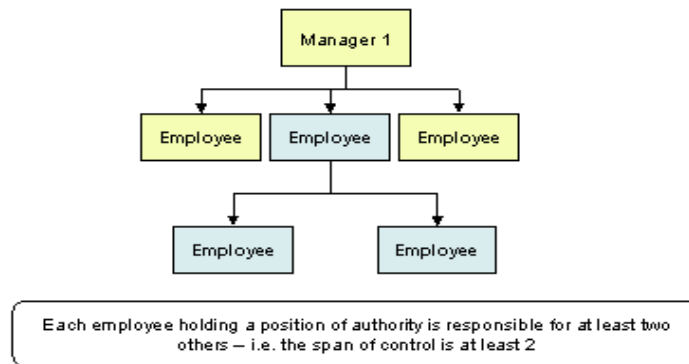 Manager 1
Employee
Employee
Employee
Employee
Employee
Each employee holding a position of authority is responsible for at least two
others – i.e. the span of control is at least 2